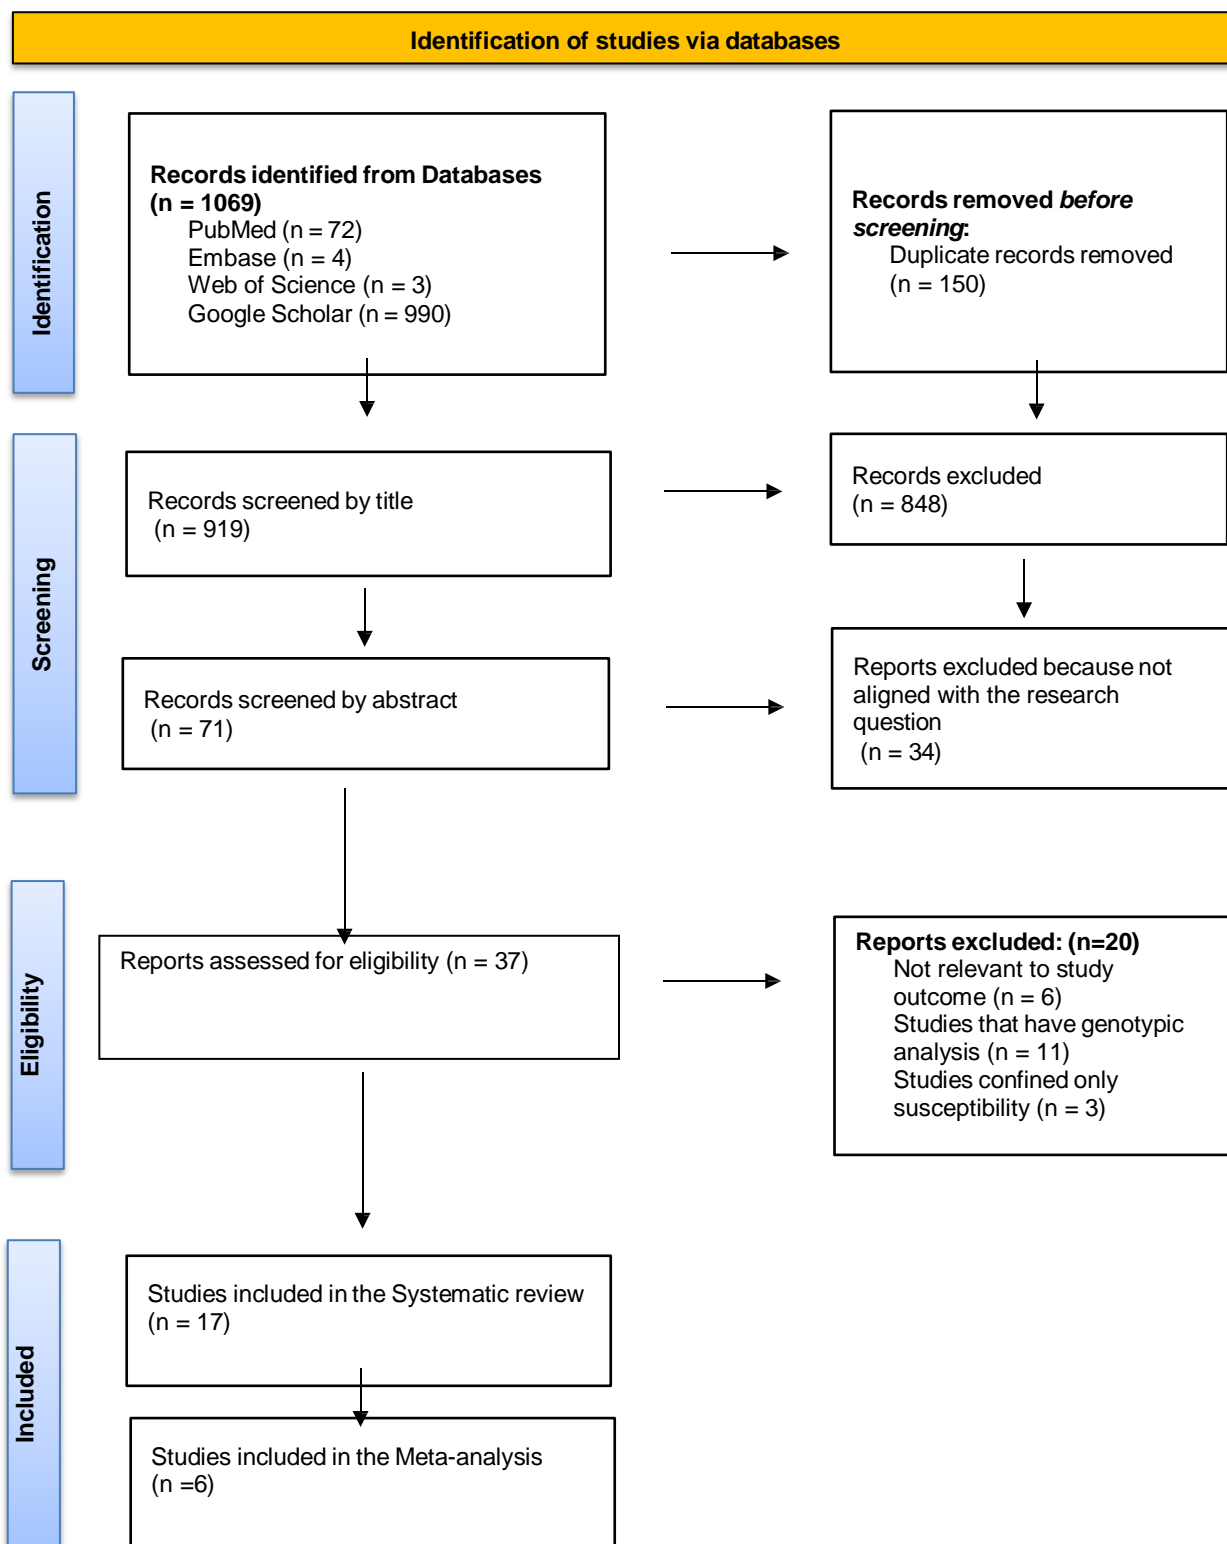 Identification of studies via databases
Identification
Records identified from Databases
(n = 1069)
PubMed (n = 72)
Embase (n = 4)
Web of Science (n = 3)
Google Scholar (n = 990)
Records removed before
screening:
Duplicate records removed
(n = 150)
Screening
Records screened by title
(n = 919)
Records excluded
(n = 848)
Records screened by abstract
(n = 71)
Reports excluded because not
aligned with the research
question
(n = 34)
Eligibility
Reports assessed for eligibility (n = 37)
Reports excluded: (n=20)
Not relevant to study
outcome (n = 6)
Studies that have genotypic
analysis (n = 11)
Studies confined only
susceptibility (n = 3)
Included
Studies included in the Systematic review
(n = 17)
Studies included in the Meta-analysis
(n =6)